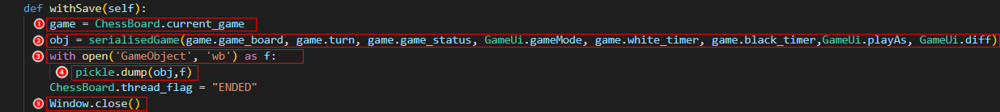 def withSave(self):
1 game = ChessBoard.current_game
2 obj = serialisedGame(game.game_board, game.turn, game.game_status, GameUi.gameMode, game.white_timer, game.black_timer,GameUi.playAs, GameUi.diff)
3 with open('GameObject', 'wb') as f:
4 pickle.dump(obj,f)
ChessBoard.thread_flag = "ENDED"
5 Window.close()